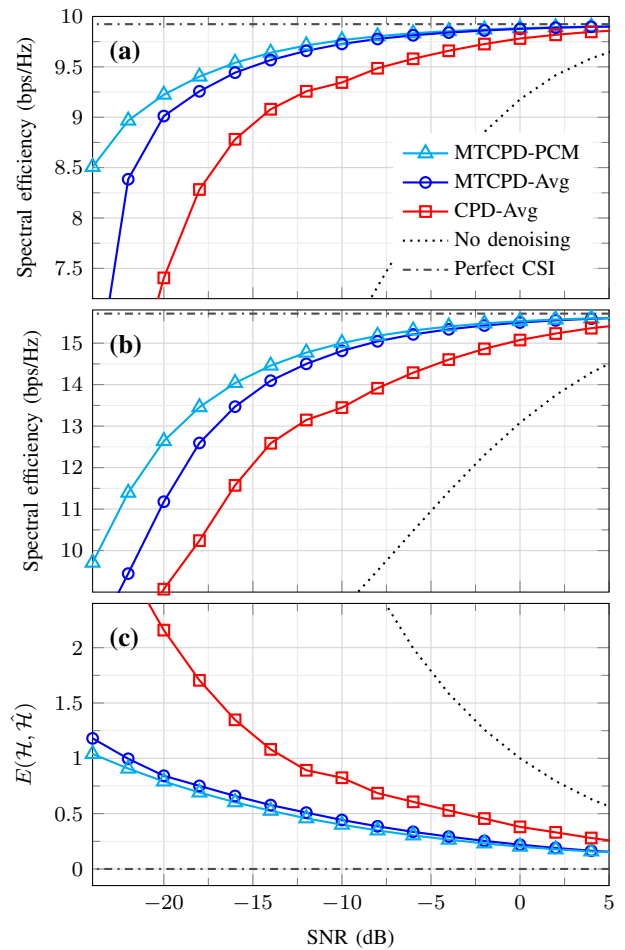 10
9.5
9
8.5
8
7.5
Spectral efficiency (bps/Hz)
(a)
MTCPD-PCM
MTCPD-Avg
CPD-Avg
No denoising
Perfect CSI
15
14
13
12
11
10
Spectral efficiency (bps/Hz)
(b)
2
1.5
1
0.5
0
E(ℋ, ℋ̂)
(c)
−20
−15
−10
−5
0
5
SNR (dB)